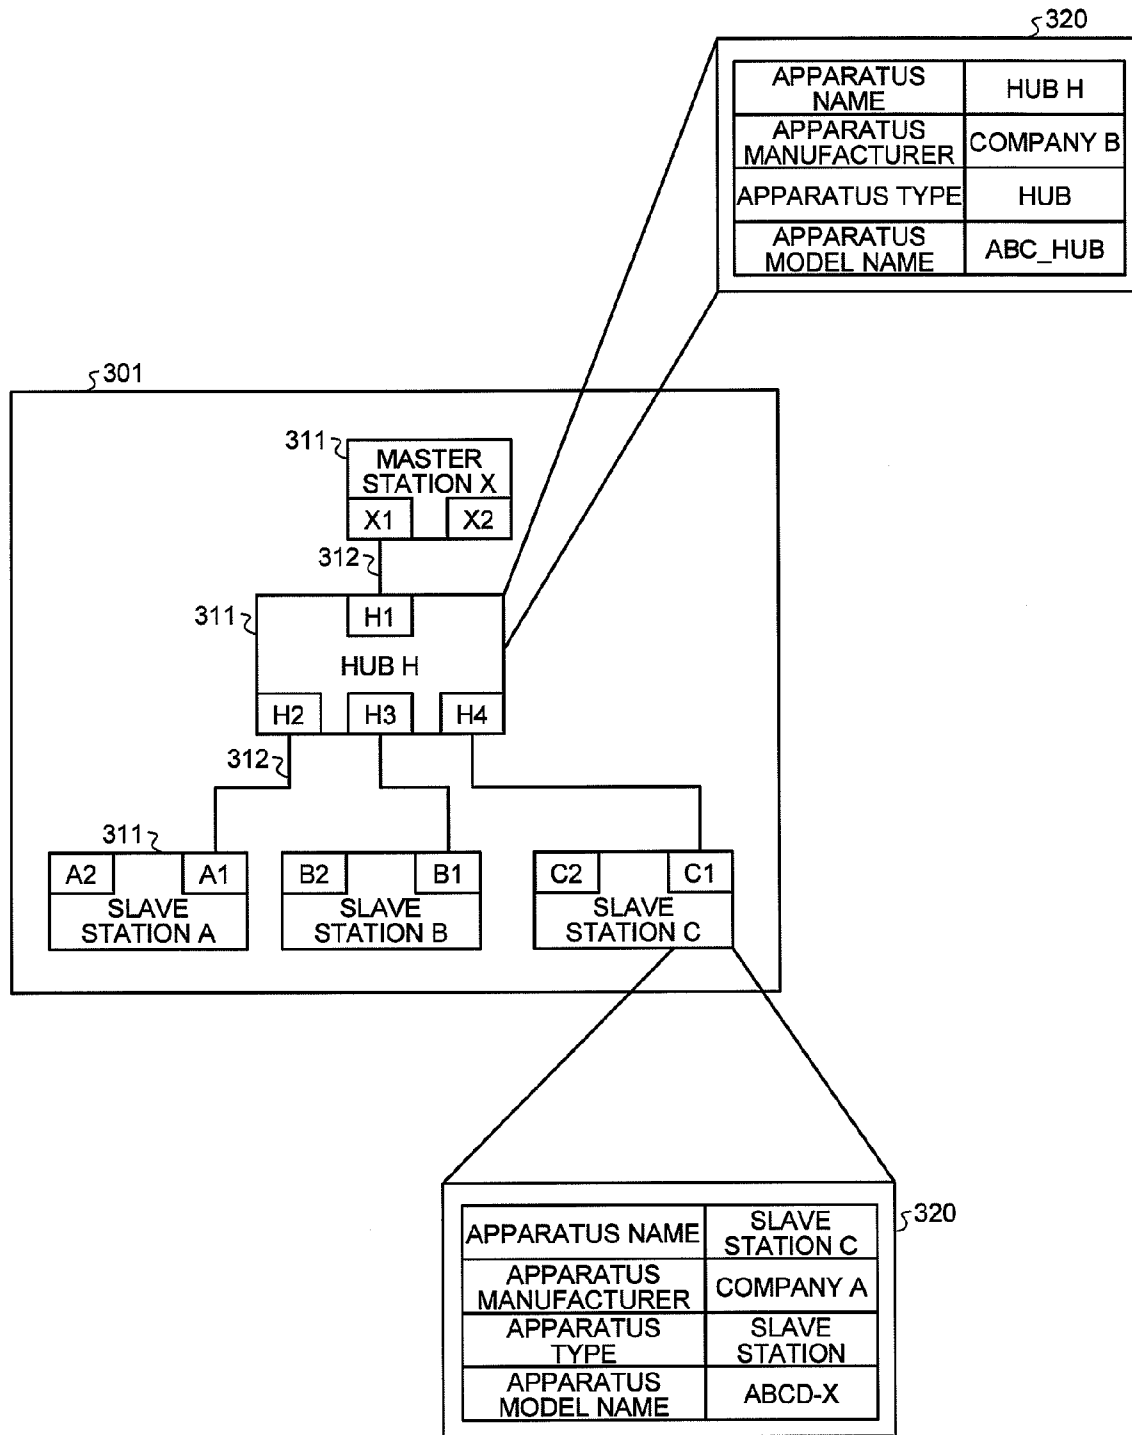 320
APPARATUS
NAME
HUB H
APPARATUS
MANUFACTURER
COMPANY B
APPARATUS TYPE
HUB
APPARATUS
MODEL NAME
ABC_HUB
301
311
MASTER
STATION X
X1
X2
312
311
H1
HUB H
H2
H3
H4
312
311
A2
A1
SLAVE
STATION A
B2
B1
SLAVE
STATION B
C2
C1
SLAVE
STATION C
320
APPARATUS NAME
SLAVE
STATION C
APPARATUS
MANUFACTURER
COMPANY A
APPARATUS
TYPE
SLAVE
STATION
APPARATUS
MODEL NAME
ABCD-X